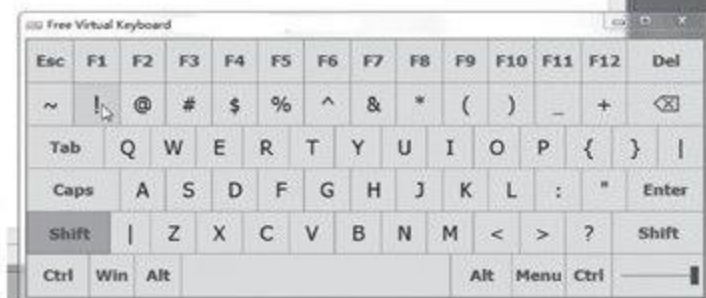 Free Virtual Keyboard
Esc F1 F2 F3 F4 F5 F6 F7 F8 F9 F10 F11 F12 Del
~ ! @ # $ % ^ & * ( ) _ +
Tab Q W E R T Y U I O P { } |
Caps A S D F G H J K L : " Enter
Shift | Z X C V B N M < > ? Shift
Ctrl Win Alt Alt Menu Ctrl